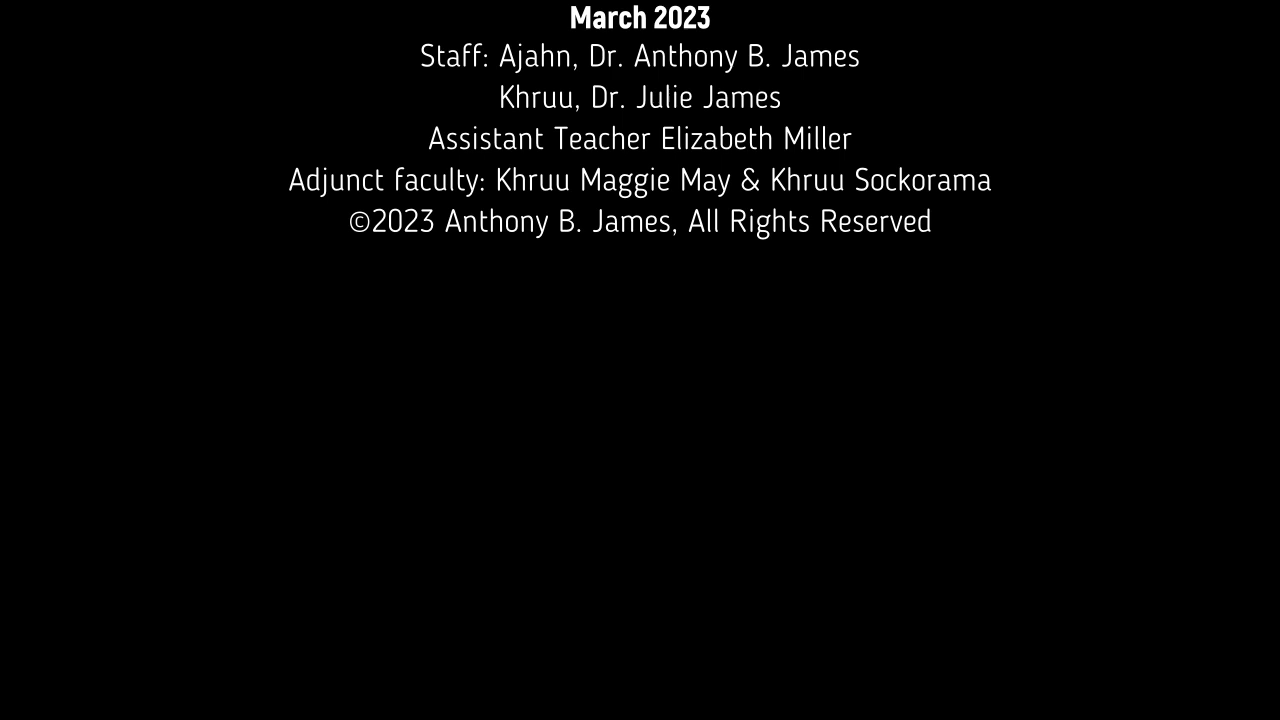 March 2023
Staff: Ajahn, Dr. Anthony B. James
Khruu, Dr. Julie James
Assistant Teacher Elizabeth Miller
Adjunct faculty: Khruu Maggie May & Khruu Sockorama
©2023 Anthony B. James, All Rights Reserved